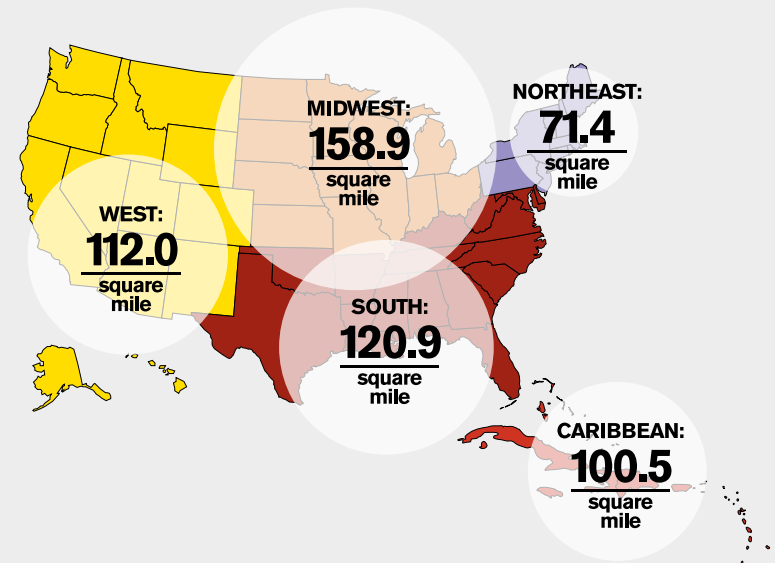 MIDWEST:
158.9
square
mile
NORTHEAST:
71.4
square
mile
WEST:
112.0
square
mile
SOUTH:
120.9
square
mile
CARIBBEAN:
100.5
square
mile